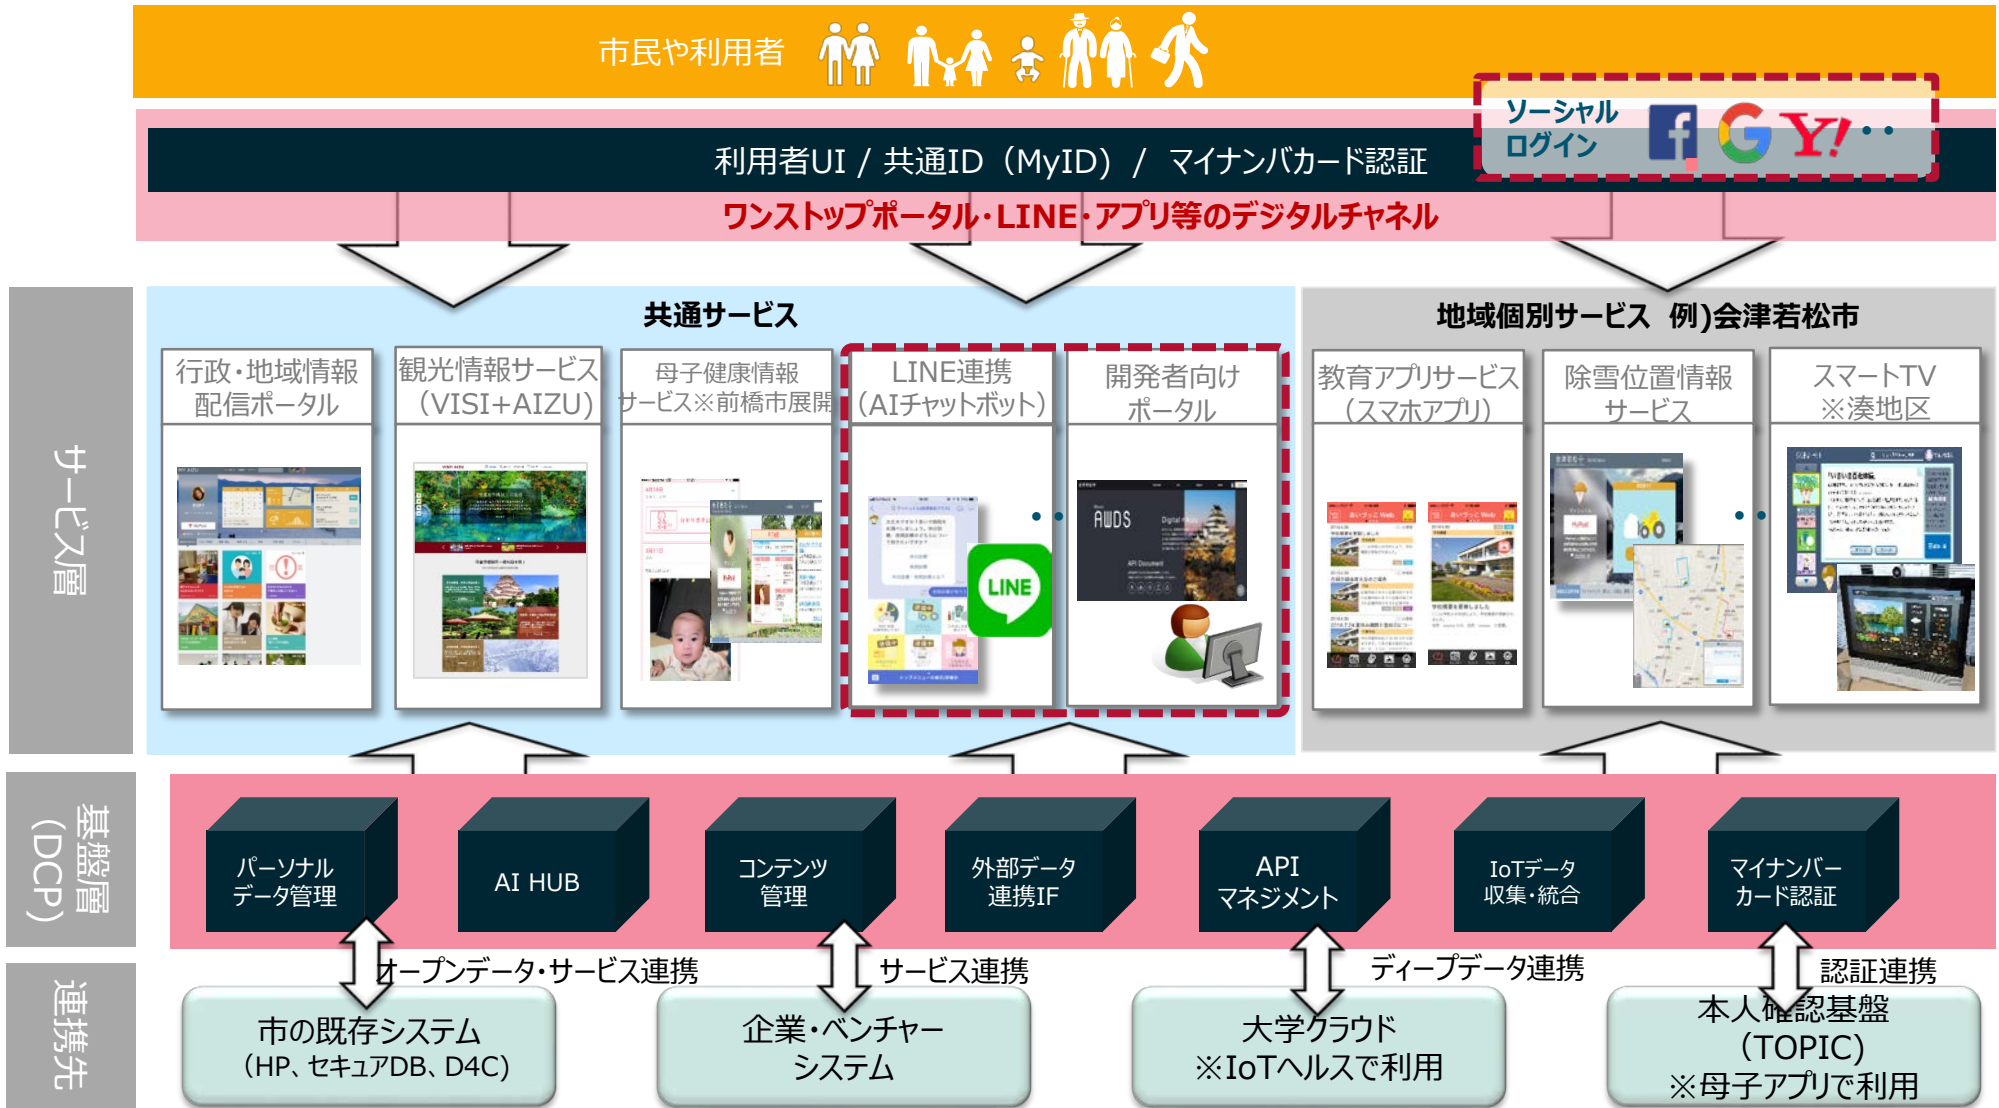 市民や利用者
ソーシャル
ログイン
Y!
利用者UI / 共通ID（MyID) / マイナンバカード認証
ワンストップポータル・LINE・アプリ等のデジタルチャネル
サービス層
共通サービス
行政・地域情報
配信ポータル
観光情報サービス
（VISI+AIZU)
母子健康情報
サービス※前橋市展開
LINE連携
（AIチャットボット）
LINE
開発者向け
ポータル
AWDS
API Document
地域個別サービス 例)会津若松市
教育アプリサービス
（スマホアプリ）
除雪位置情報
サービス
スマートTV
※湊地区
基盤層
（DCP）
パーソナル
データ管理
AI HUB
コンテンツ
管理
外部データ
連携IF
API
マネジメント
IoTデータ
収集・統合
マイナンバー
カード認証
オープンデータ・サービス連携
サービス連携
ディープデータ連携
認証連携
連携先
市の既存システム
（HP、セキュアDB、D4C）
企業・ベンチャー
システム
大学クラウド
※IoTヘルスで利用
本人確認基盤
（TOPIC)
※母子アプリで利用